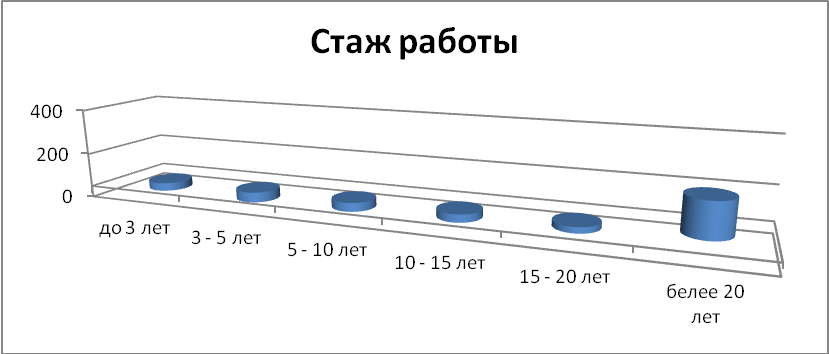 Стаж работы
400
200
0
до 3 лет
3 - 5 лет
5 - 10 лет
10 - 15 лет
15 - 20 лет
белее 20
лет